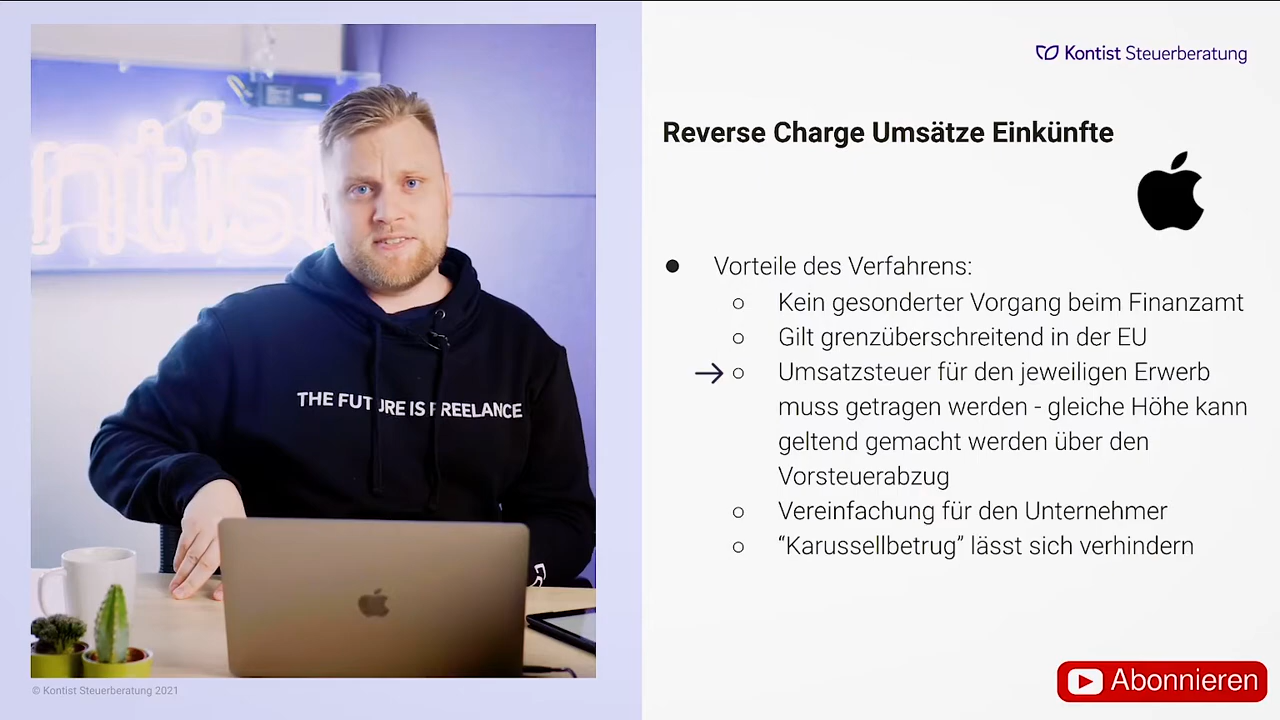 Kontist Steuerberatung
Reverse Charge Umsätze Einkünfte
Vorteile des Verfahrens:
Kein gesonderter Vorgang beim Finanzamt
Gilt grenzüberschreitend in der EU
Umsatzsteuer für den jeweiligen Erwerb
muss getragen werden - gleiche Höhe kann
geltend gemacht werden über den
Vorsteuerabzug
Vereinfachung für den Unternehmer
“Karussellbetrug” lässt sich verhindern
THE FUTURE IS FREELANCE
© Kontist Steuerberatung 2021
Abonnieren